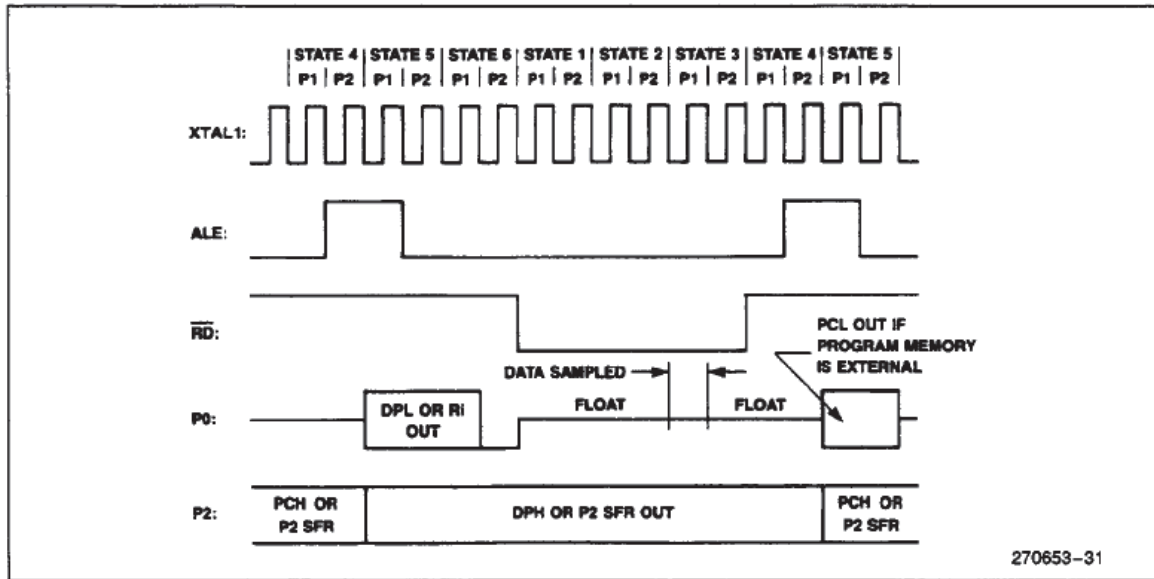 STATE 4 STATE 5 STATE 6 STATE 1 STATE 2 STATE 3 STATE 4 STATE 5
P1 P2 P1 P2 P1 P2 P1 P2 P1 P2 P1 P2 P1 P2 P1 P2
XTAL1:
ALE:
RD:
PCL OUT IF
PROGRAM MEMORY
IS EXTERNAL
DATA SAMPLED
P0:
DPL OR Ri
OUT
FLOAT
FLOAT
P2:
PCH OR
P2 SFR
DPH OR P2 SFR OUT
PCH OR
P2 SFR
270653–31